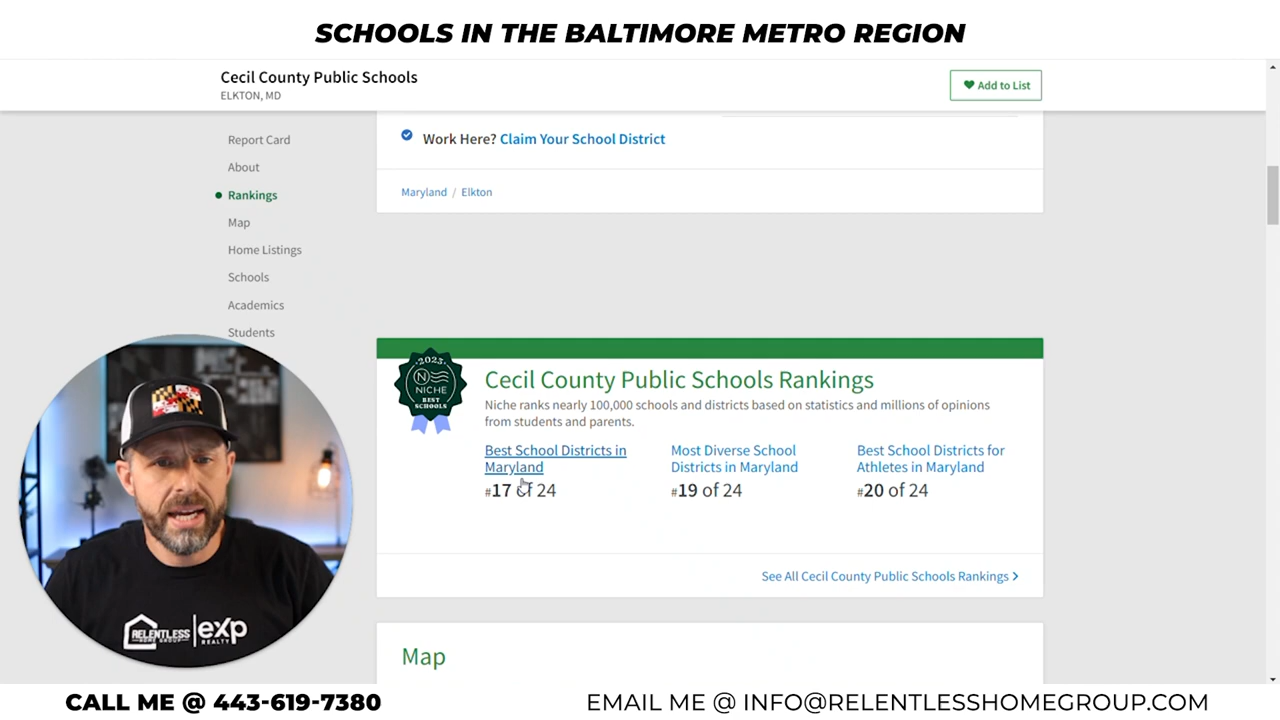 SCHOOLS IN THE BALTIMORE METRO REGION
Cecil County Public Schools
ELKTON, MD
Add to List
Report Card
About
Rankings
Map
Home Listings
Schools
Academics
Students
Work Here? Claim Your School District
Maryland / Elkton
2023
NICHE
BEST
SCHOOLS
Cecil County Public Schools Rankings
Niche ranks nearly 100,000 schools and districts based on statistics and millions of opinions
from students and parents.
Best School Districts in
Maryland
#17 of 24
Most Diverse School
Districts in Maryland
#19 of 24
Best School Districts for
Athletes in Maryland
#20 of 24
See All Cecil County Public Schools Rankings
Map
RELENTLESS
HOME GROUP
eXp
REALTY
CALL ME @ 443-619-7380
EMAIL ME @ INFO@RELENTLESSHOMEGROUP.COM